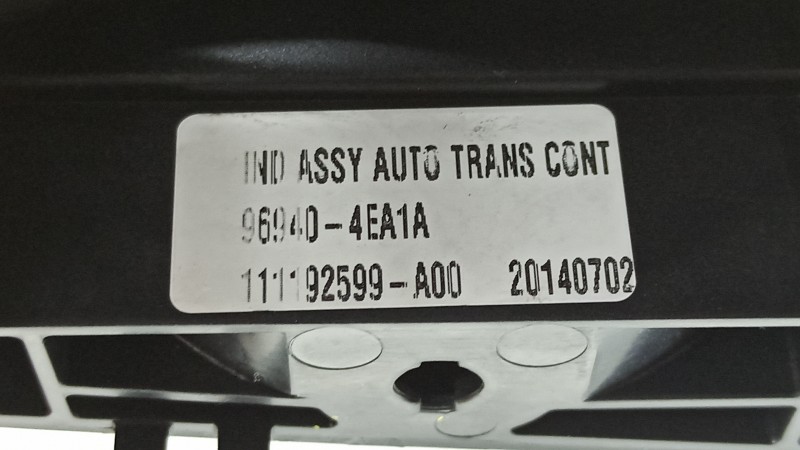 IND ASSY AUTO TRANS CONT
96940-4EA1A
111192599-A00 20140702